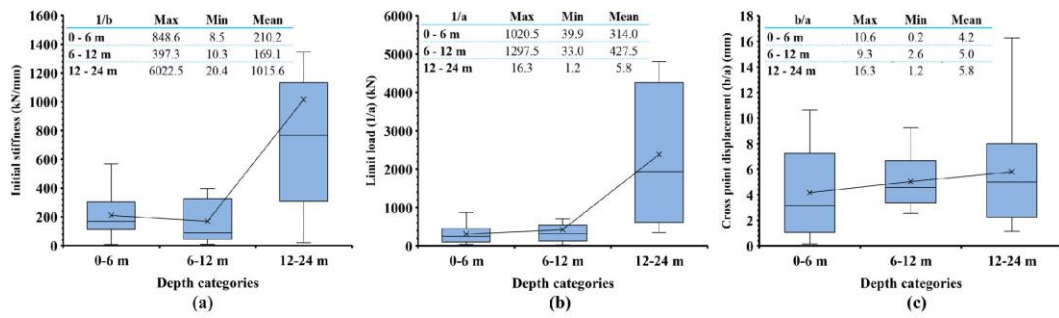 1/b Max Min Mean
0 - 6 m 848.6 8.5 210.2
6 - 12 m 397.3 10.3 169.1
12 - 24 m 6022.5 20.4 1015.6
1600
1400
1200
1000
800
600
400
200
0
Initial stiffness (kN/mm)
0-6 m 6-12 m 12-24 m
Depth categories
(a)
1/a Max Min Mean
0 - 6 m 1020.5 39.9 314.0
6 - 12 m 1297.5 33.0 427.5
12 - 24 m 16.3 1.2 5.8
6000
5000
4000
3000
2000
1000
0
Limit load (1/a) (kN)
0-6 m 6-12 m 12-24 m
Depth categories
(b)
b/a Max Min Mean
0 - 6 m 10.6 0.2 4.2
6 - 12 m 9.3 2.6 5.0
12 - 24 m 16.3 1.2 5.8
18
16
14
12
10
8
6
4
2
0
Cross point displacement (b/a) (mm)
0-6 m 6-12 m 12-24 m
Depth categories
(c)